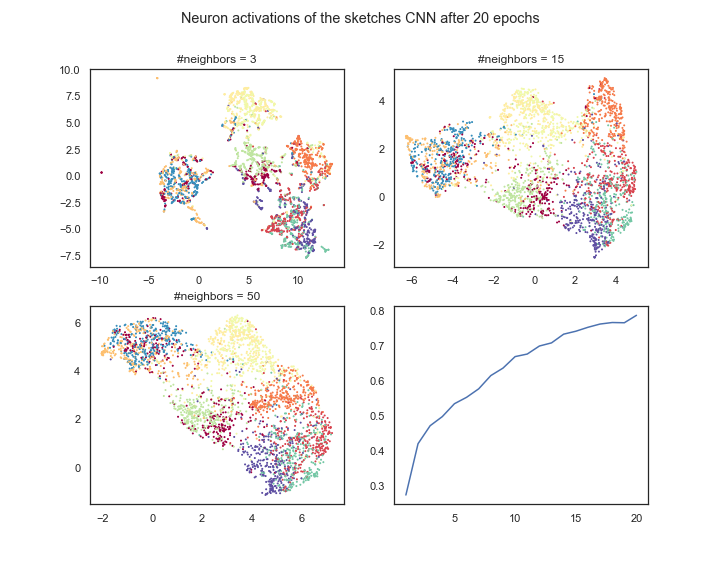 Neuron activations of the sketches CNN after 20 epochs
#neighbors = 3
10.0
7.5
5.0
2.5
0.0
−2.5
−5.0
−7.5
−10 −5 0 5 10
#neighbors = 15
4
2
0
−2
−6 −4 −2 0 2 4
#neighbors = 50
6
4
2
0
−2 0 2 4 6
0.8
0.7
0.6
0.5
0.4
0.3
5 10 15 20